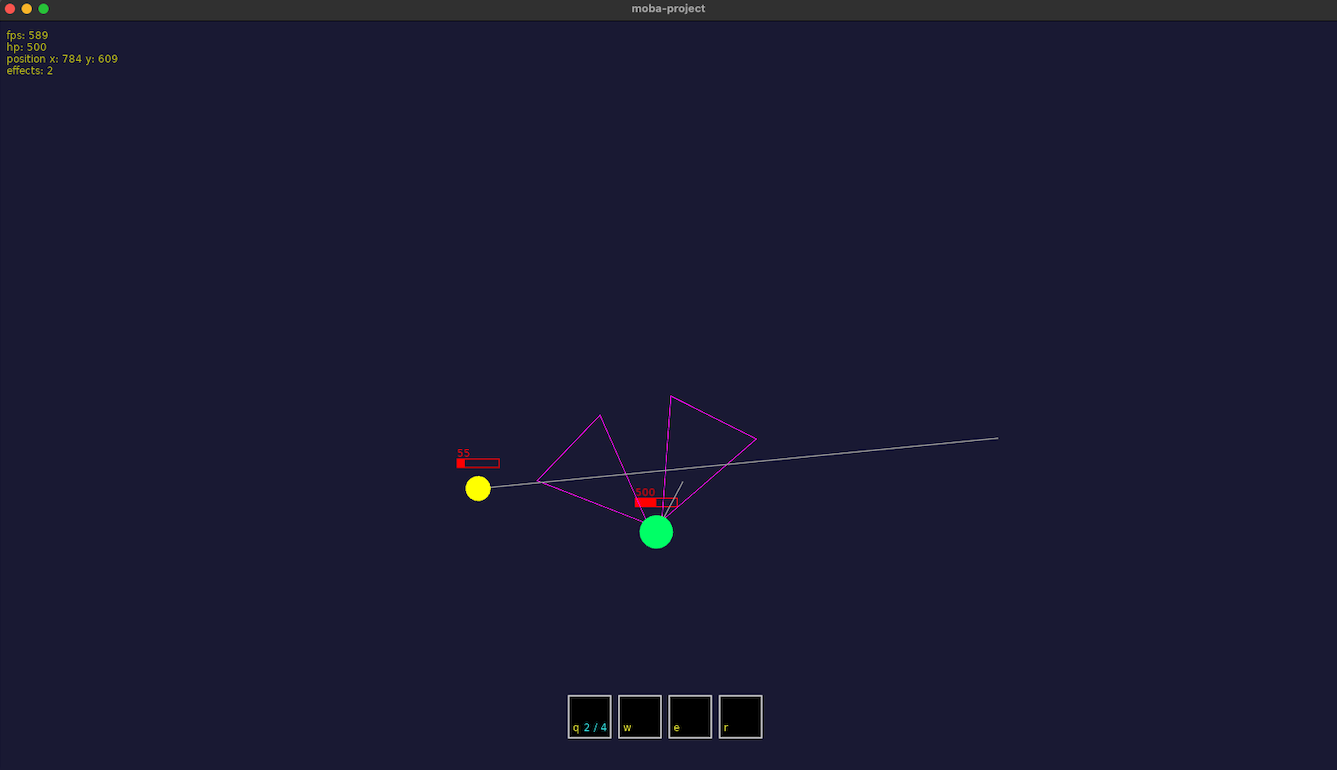 moba-project
fps: 589
hp: 500
position x: 784 y: 609
effects: 2
55
500
q 2 / 4
w
e
r